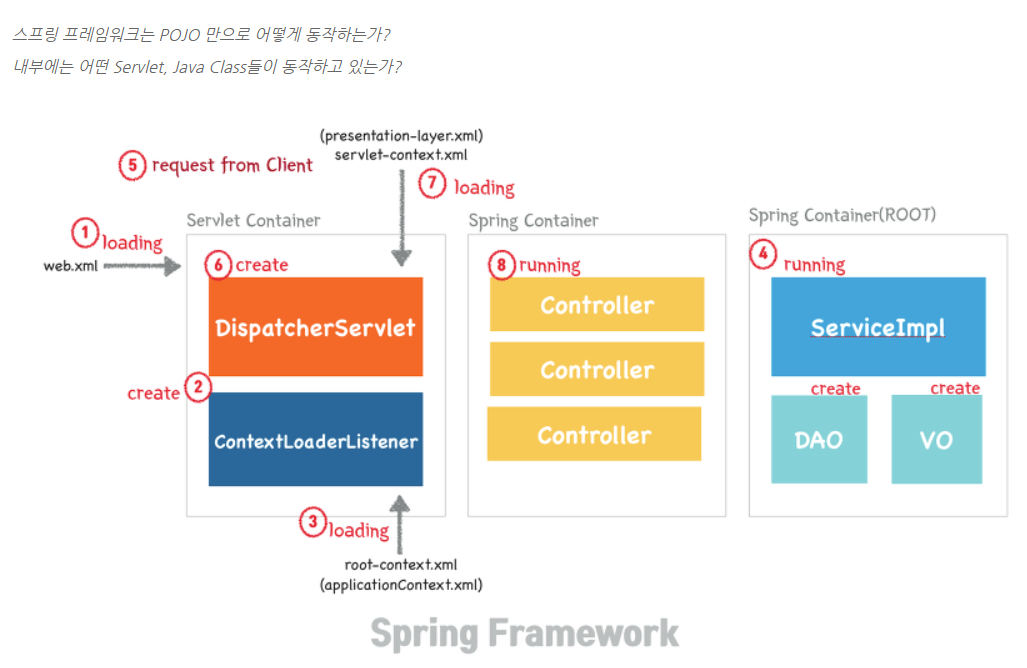 스프링 프레임워크는 POJO 만으로 어떻게 동작하는가?
내부에는 어떤 Servlet, Java Class들이 동작하고 있는가?
(presentation-layer.xml)
servlet-context.xml
5 request from Client
7 loading
Servlet Container
Spring Container
Spring Container(ROOT)
1 loading
web.xml
6 create
8 running
4 running
DispatcherServlet
Controller
ServiceImpl
Controller
create 2
create
create
ContextLoaderListener
Controller
DAO
VO
3 loading
root-context.xml
(applicationContext.xml)
Spring Framework